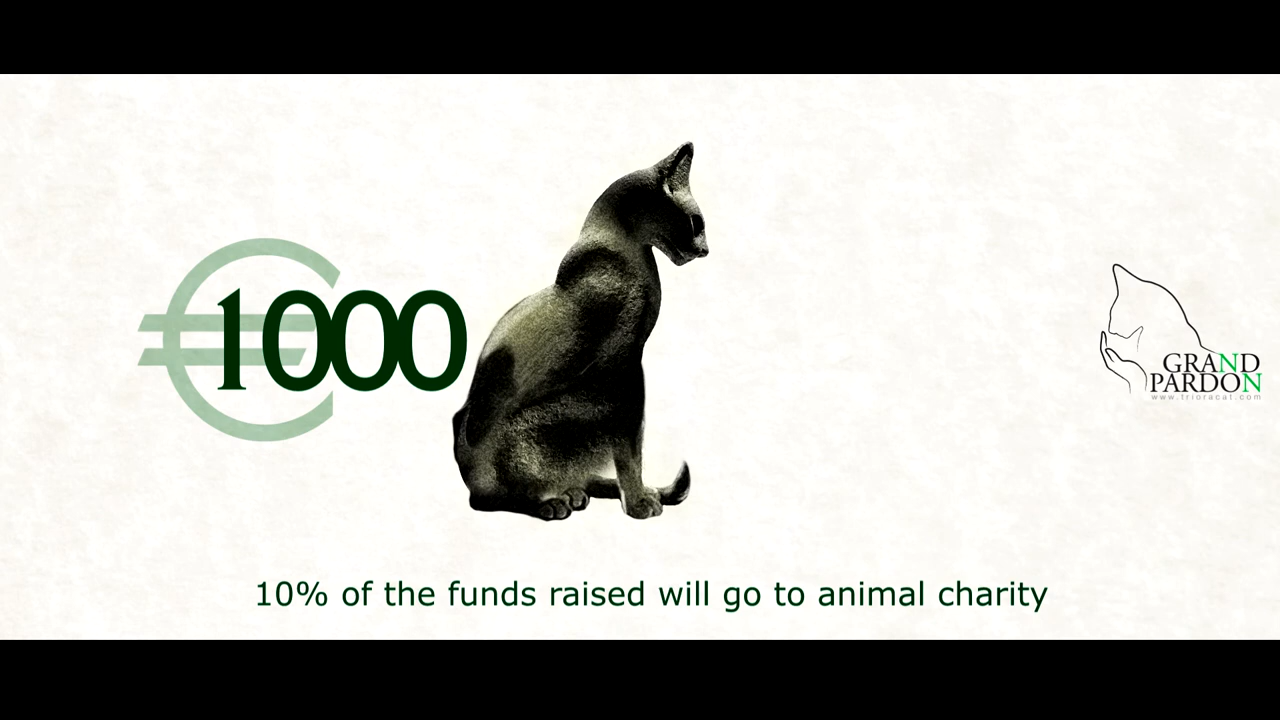 €1000
GRAND
PARDON
www.trioracat.com
10% of the funds raised will go to animal charity